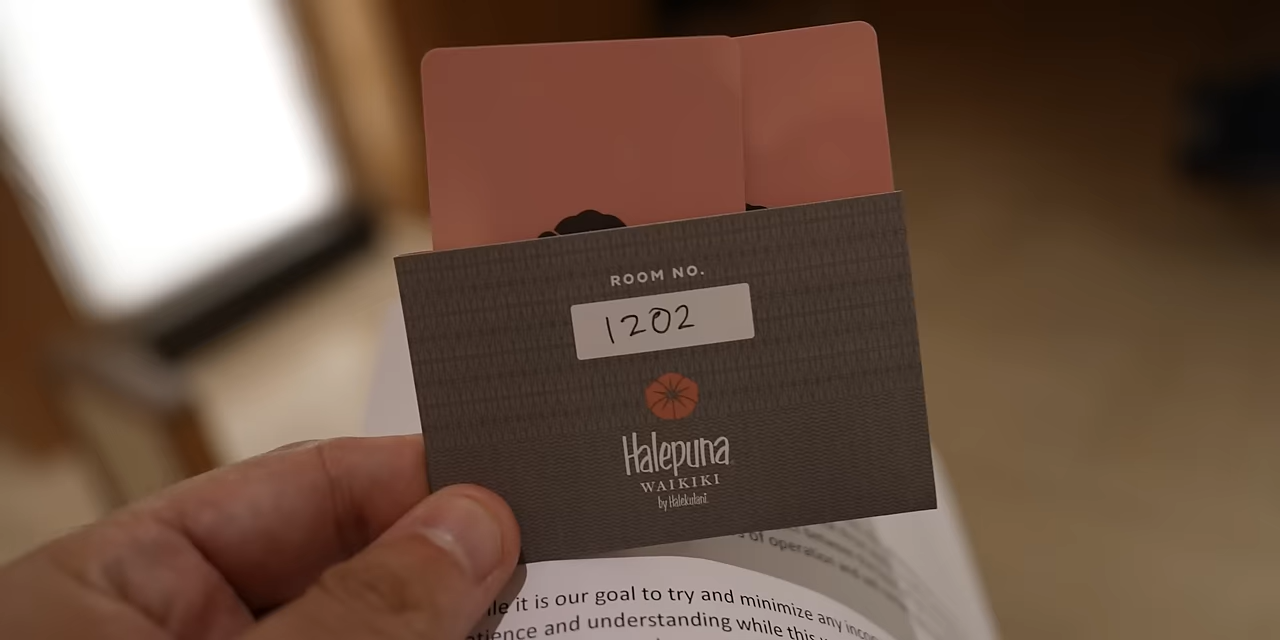 ROOM NO.
1202
Halepuna
WAIKIKI
by Halekulani
of operation and
it is our goal to try and minimize any
and understanding while this